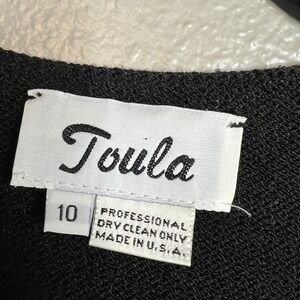 Toula
10
PROFESSIONAL
DRY CLEAN ONLY
MADE IN U.S.A.